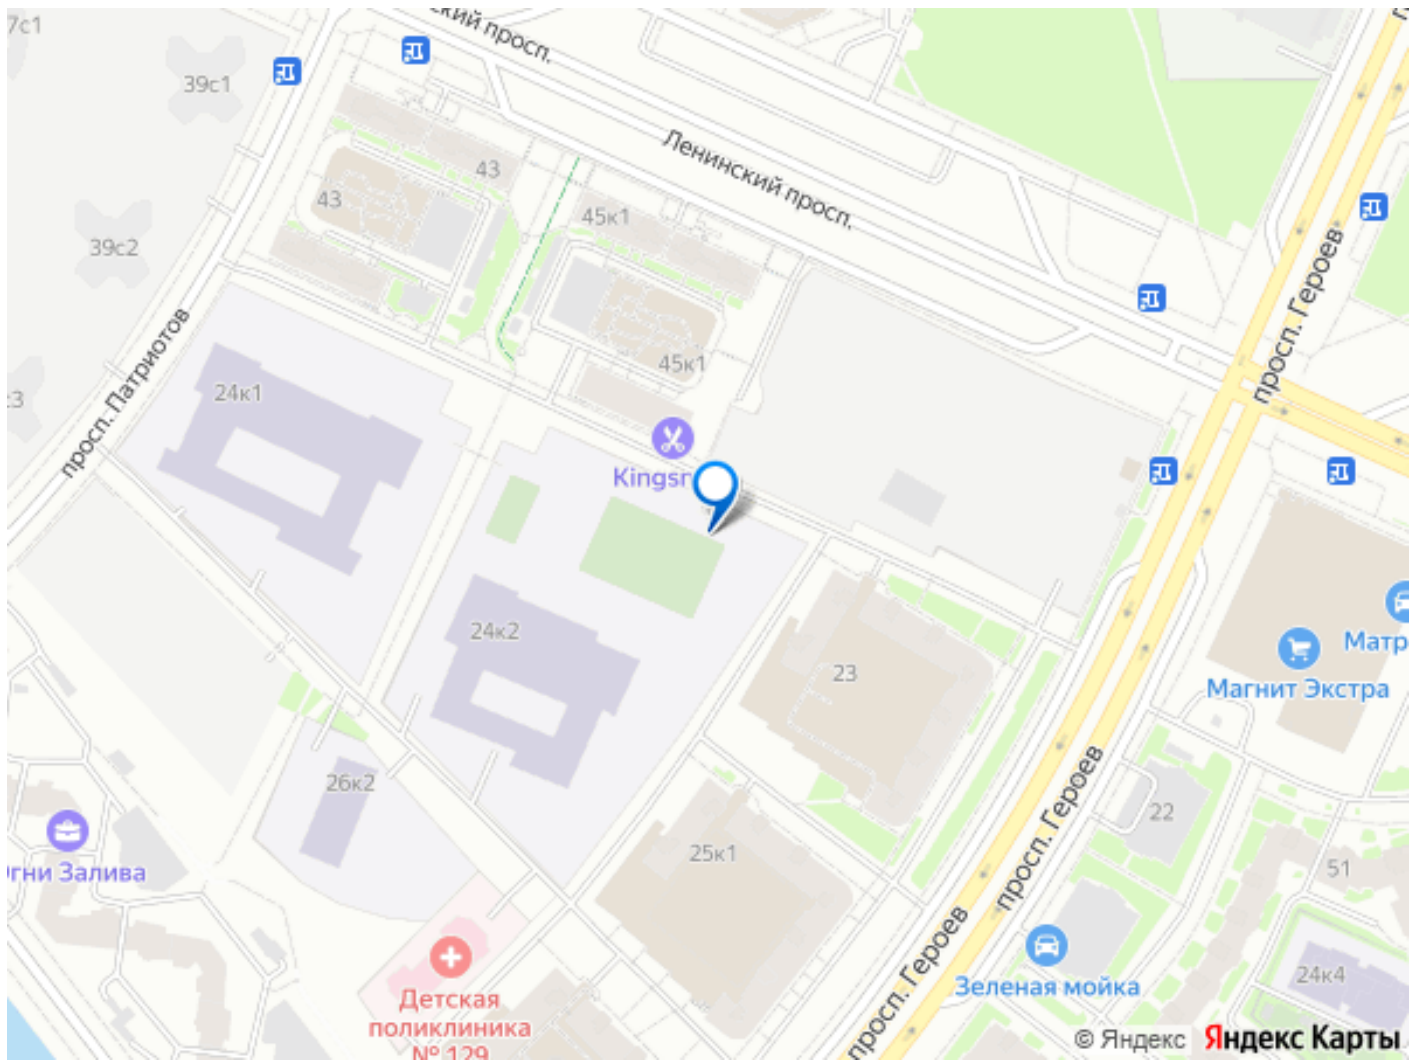 7с1
ский просп.
39с1
Ленинский просп.
43
43
45к1
39с2
просп. Героев
просп. Патриотов
45к1
24к1
Kingsm
24к2
23
Матр
Магнит Экстра
26к2
просп. Героев
22
25к1
51
гни Залива
просп. Героев
24к4
Зеленая мойка
Детская
поликлиника
№ 129
© Яндекс Яндекс Карты